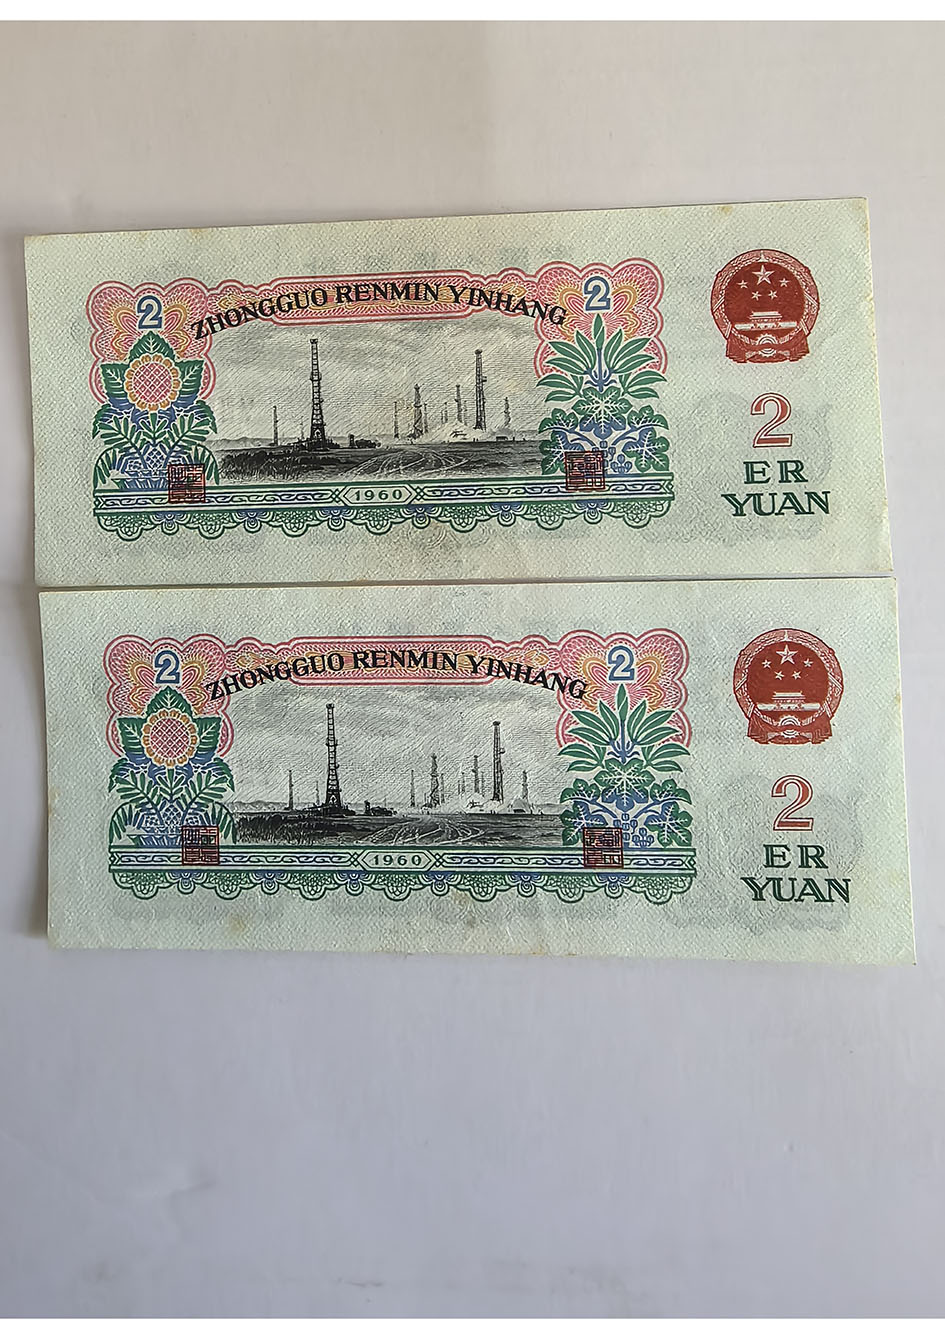 2 ZHONGGUO RENMIN YINHANG 2
2
ER
YUAN
1960
2 ZHONGGUO RENMIN YINHANG 2
2
ER
YUAN
1960